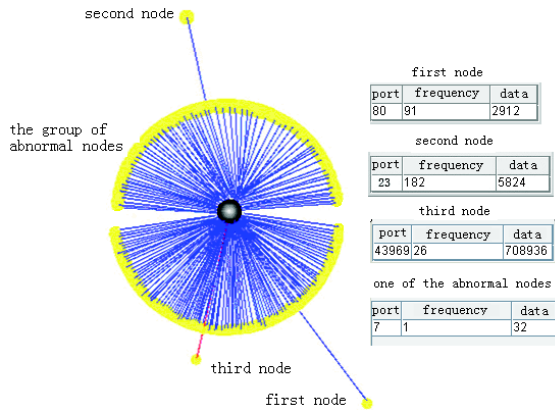 second node
the group of
abnormal nodes
third node
first node
first node
port frequency data
80 91 2912
second node
port frequency data
23 182 5824
third node
port frequency data
43969 26 708936
one of the abnormal nodes
port frequency data
7 1 32